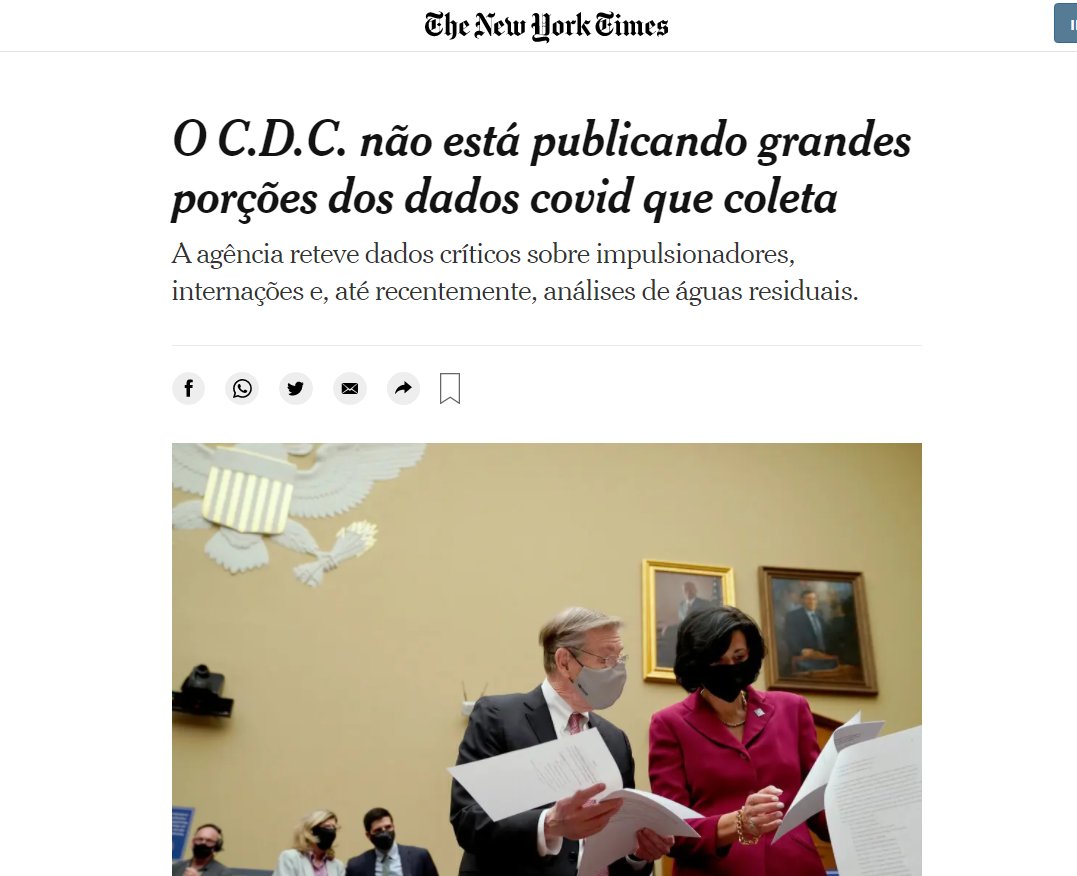 The New York Times
O C.D.C. não está publicando grandes
porções dos dados covid que coleta
A agência reteve dados críticos sobre impulsionadores,
internações e, até recentemente, análises de águas residuais.